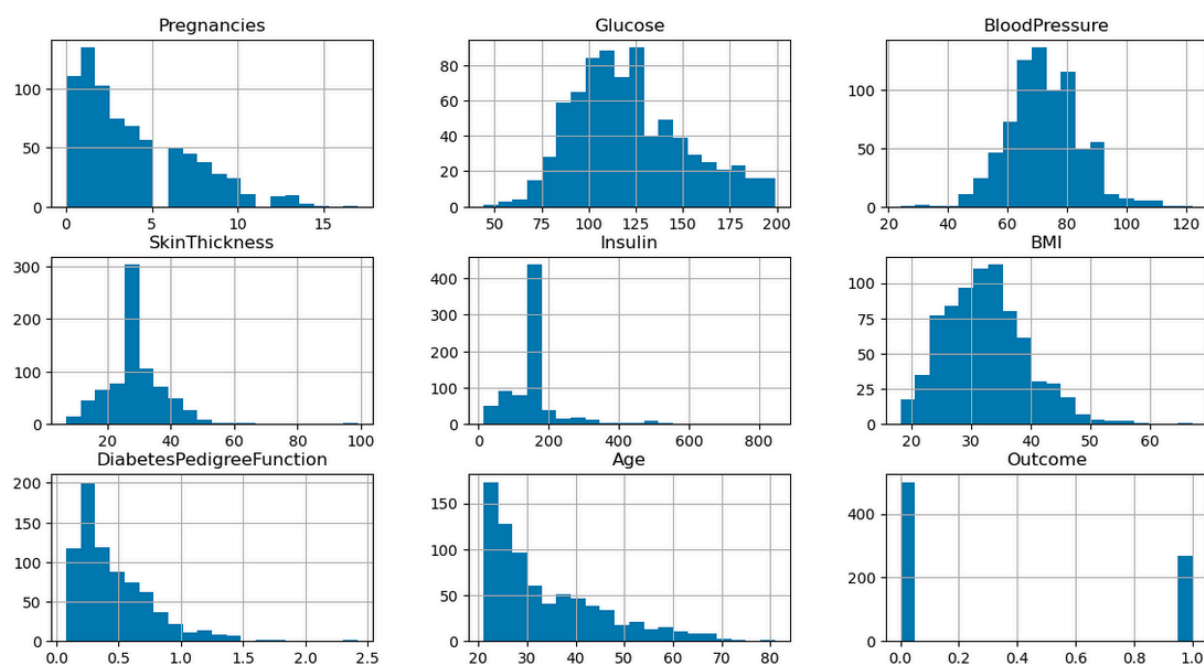 Pregnancies Glucose BloodPressure
100 80 100
60
50 40 50
20
0 0 0
0 5 10 15 50 75 100 125 150 175 200 20 40 60 80 100 120
SkinThickness Insulin BMI
300 400 100
200 300 75
200 50
100 100 25
0 0 0
20 40 60 80 100 0 200 400 600 800 20 30 40 50 60
DiabetesPedigreeFunction Age Outcome
200 150 400
150
100 100 200
50 50
0 0 0
0.0 0.5 1.0 1.5 2.0 2.5 20 30 40 50 60 70 80 0.0 0.2 0.4 0.6 0.8 1.0